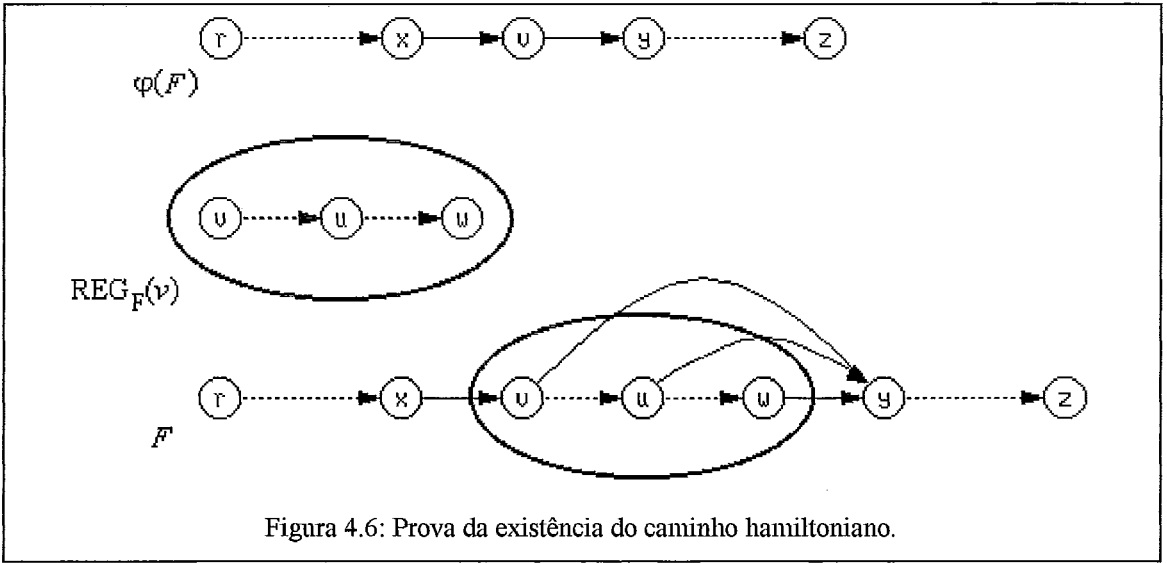 r x v y z
φ(F)
v u w
REG_F(v)
r x v u w y z
F
Figura 4.6: Prova da existência do caminho hamiltoniano.